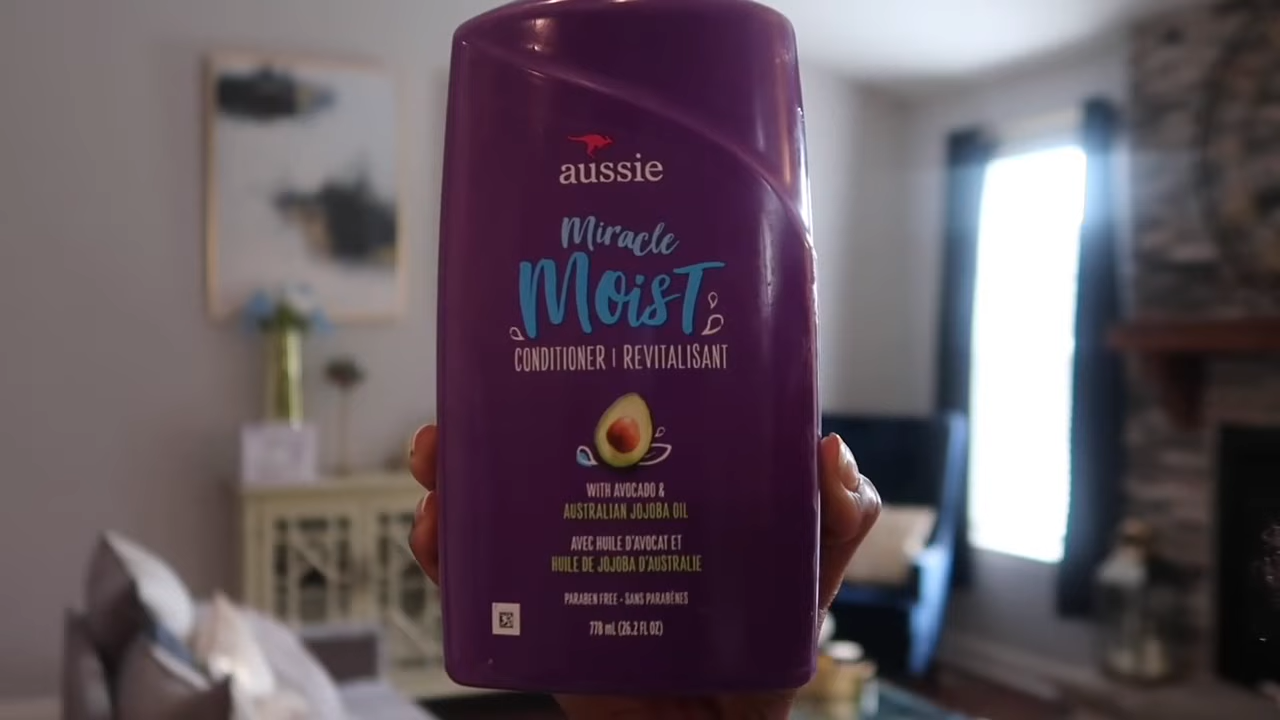 aussie
Miracle
Moist
CONDITIONER | REVITALISANT
WITH AVOCADO &
AUSTRALIAN JOJOBA OIL
AVEC HUILE D'AVOCAT ET
HUILE DE JOJOBA D'AUSTRALIE
PARABEN FREE - SANS PARABÈNES
778 mL (26.2 FL OZ)